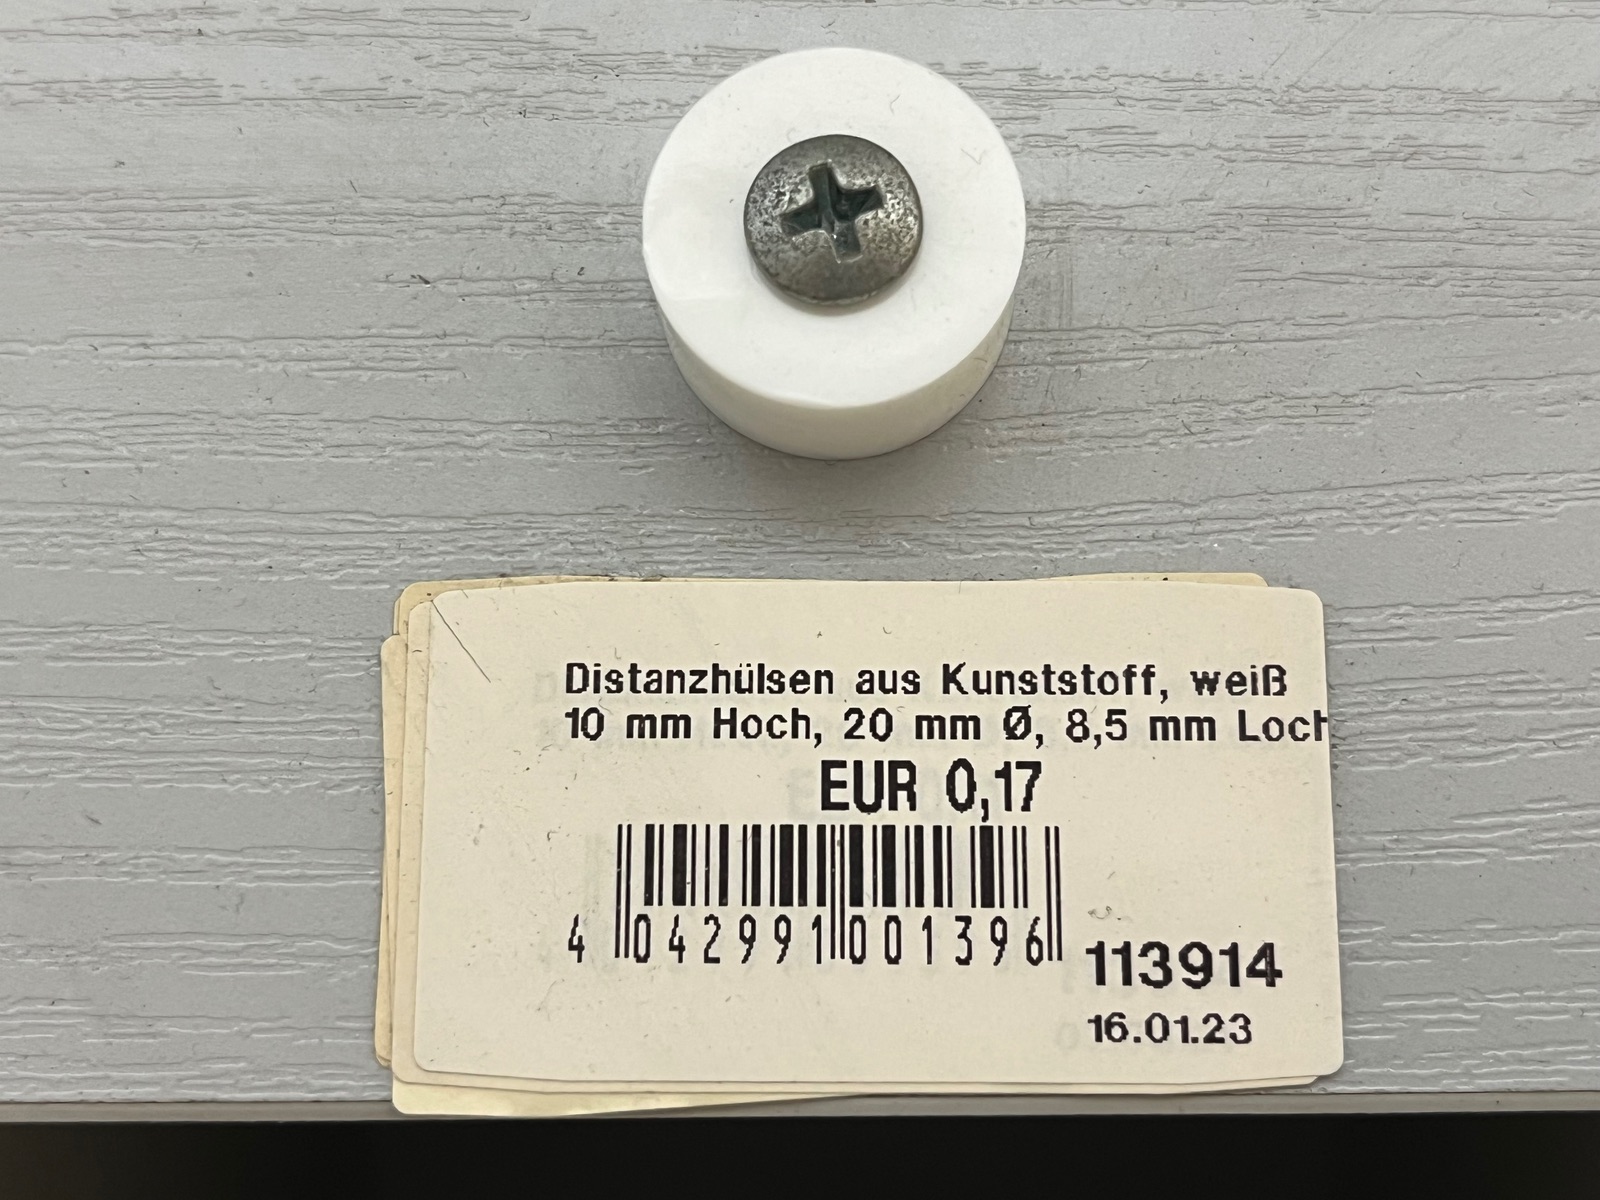 Distanzhülsen aus Kunststoff, weiß
10 mm Hoch, 20 mm Ø, 8,5 mm Loch
EUR 0,17
4 042991 001396
113914
16.01.23